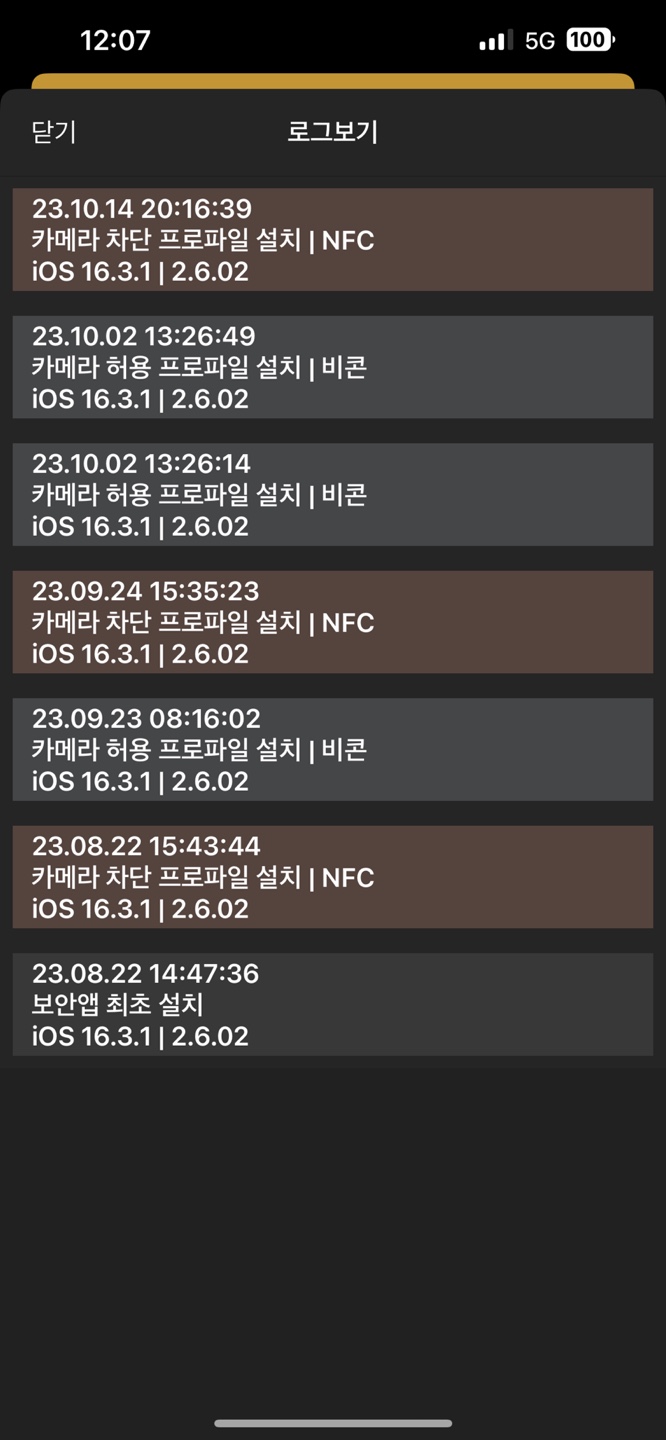 12:07
5G 100
닫기
로그보기
23.10.14 20:16:39
카메라 차단 프로파일 설치 | NFC
iOS 16.3.1 | 2.6.02
23.10.02 13:26:49
카메라 허용 프로파일 설치 | 비콘
iOS 16.3.1 | 2.6.02
23.10.02 13:26:14
카메라 허용 프로파일 설치 | 비콘
iOS 16.3.1 | 2.6.02
23.09.24 15:35:23
카메라 차단 프로파일 설치 | NFC
iOS 16.3.1 | 2.6.02
23.09.23 08:16:02
카메라 허용 프로파일 설치 | 비콘
iOS 16.3.1 | 2.6.02
23.08.22 15:43:44
카메라 차단 프로파일 설치 | NFC
iOS 16.3.1 | 2.6.02
23.08.22 14:47:36
보안앱 최초 설치
iOS 16.3.1 | 2.6.02